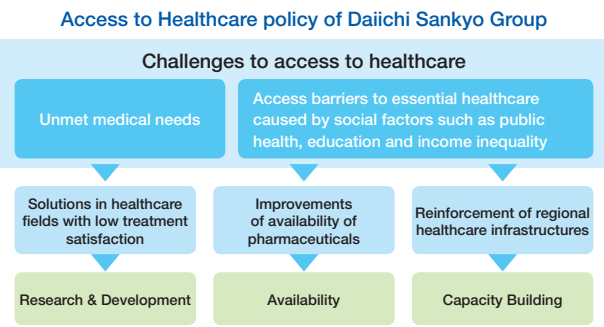 Access to Healthcare policy of Daiichi Sankyo Group
Challenges to access to healthcare
Unmet medical needs
Access barriers to essential healthcare
caused by social factors such as public
health, education and income inequality
Solutions in healthcare
fields with low treatment
satisfaction
Improvements
of availability of
pharmaceuticals
Reinforcement of regional
healthcare infrastructures
Research & Development
Availability
Capacity Building